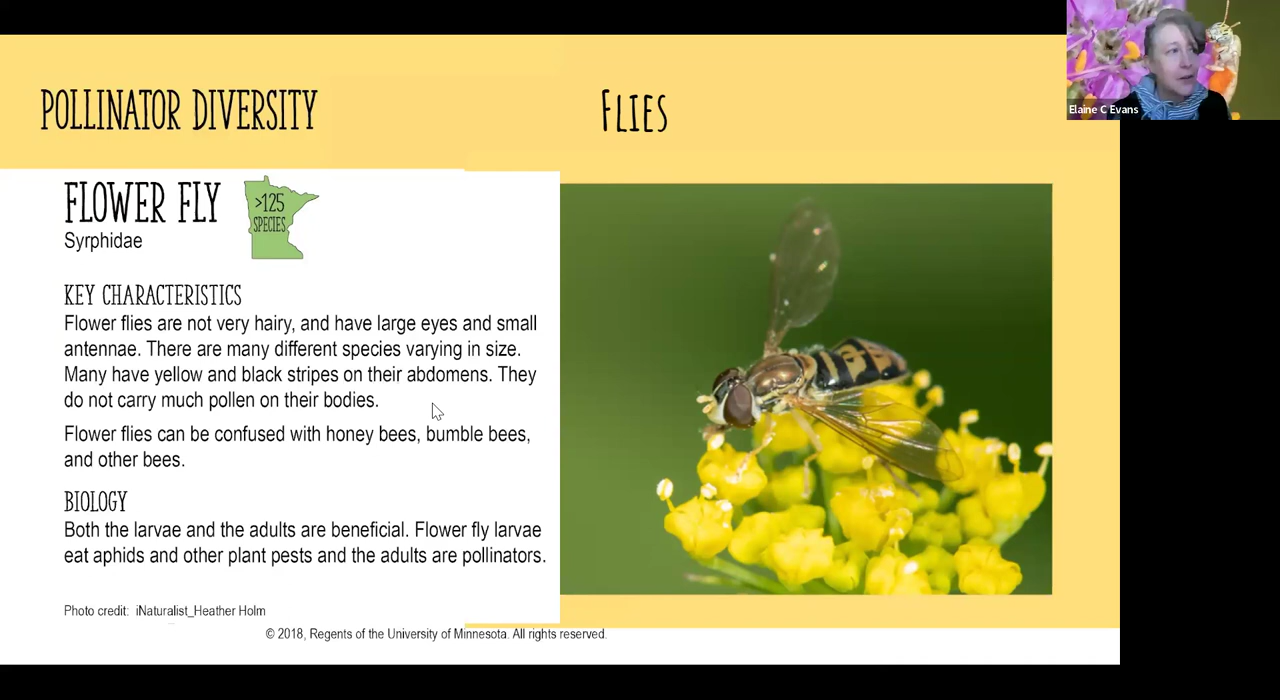 POLLINATOR DIVERSITY
FLIES
Elaine C Evans
FLOWER FLY
>125
SPECIES
Syrphidae
KEY CHARACTERISTICS
Flower flies are not very hairy, and have large eyes and small
antennae. There are many different species varying in size.
Many have yellow and black stripes on their abdomens. They
do not carry much pollen on their bodies.
Flower flies can be confused with honey bees, bumble bees,
and other bees.
BIOLOGY
Both the larvae and the adults are beneficial. Flower fly larvae
eat aphids and other plant pests and the adults are pollinators.
Photo credit: iNaturalist_Heather Holm
© 2018, Regents of the University of Minnesota. All rights reserved.